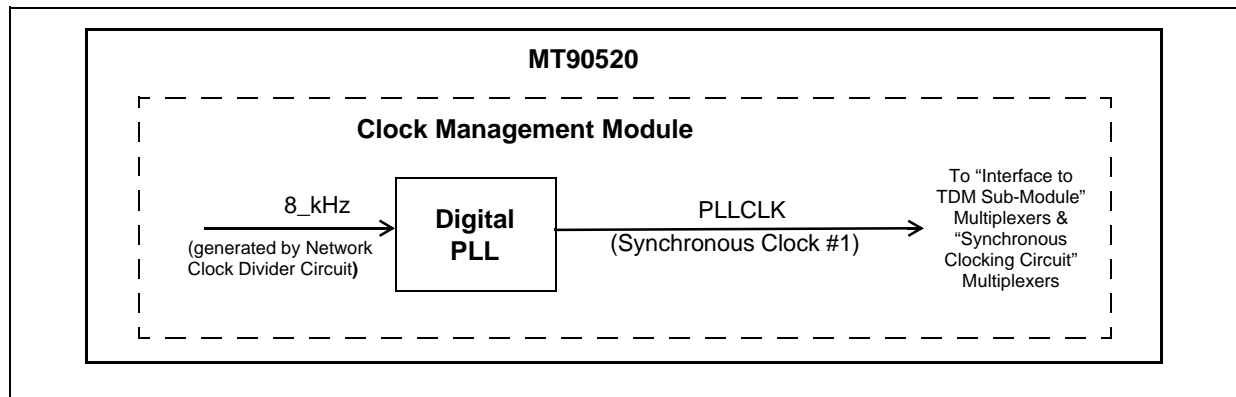 MT90520
Clock Management Module
8_kHz
(generated by Network
Clock Divider Circuit)
Digital
PLL
PLLCLK
(Synchronous Clock #1)
To “Interface to
TDM Sub-Module”
Multiplexers &
“Synchronous
Clocking Circuit”
Multiplexers